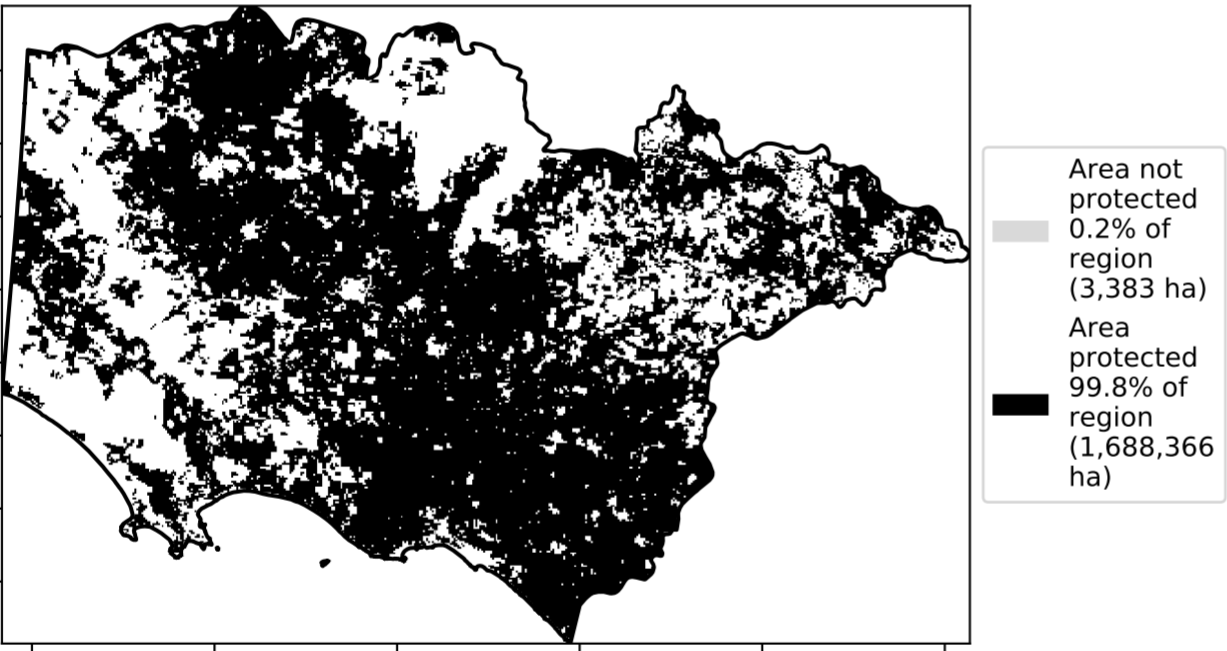 Area not
protected
0.2% of
region
(3,383 ha)
Area
protected
99.8% of
region
(1,688,366
ha)